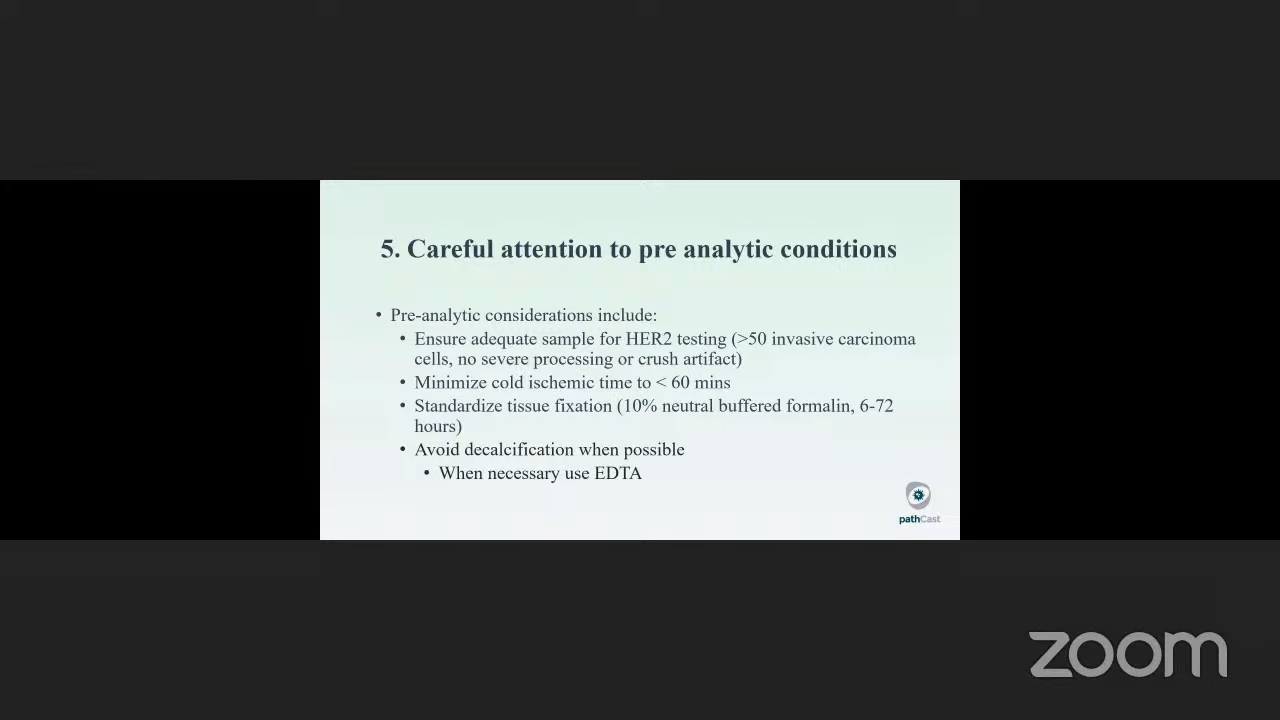 5. Careful attention to pre analytic conditions
• Pre-analytic considerations include:
• Ensure adequate sample for HER2 testing (>50 invasive carcinoma
cells, no severe processing or crush artifact)
• Minimize cold ischemic time to < 60 mins
• Standardize tissue fixation (10% neutral buffered formalin, 6-72
hours)
• Avoid decalcification when possible
• When necessary use EDTA
pathCast
zoom